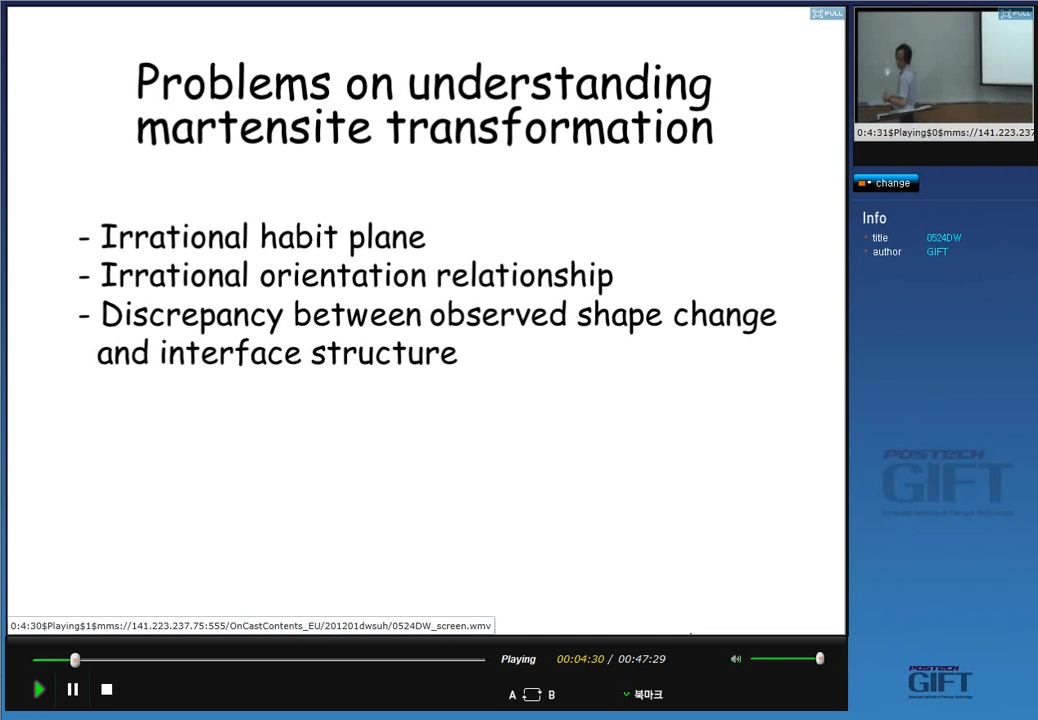 FULL
Problems on understanding
martensite transformation
- Irrational habit plane
- Irrational orientation relationship
- Discrepancy between observed shape change
and interface structure
0:4:30$Playing$1$mms://141.223.237.75:555/OnCastContents_EU/201201dwsuh/0524DW_screen.wmv
Playing 00:04:30 / 00:47:29
A B 북마크
FULL
0:4:31$Playing$0$mms://141.223.237
change
Info
title 0524DW
author GIFT
POSTECH
GIFT
POSTECH
GIFT